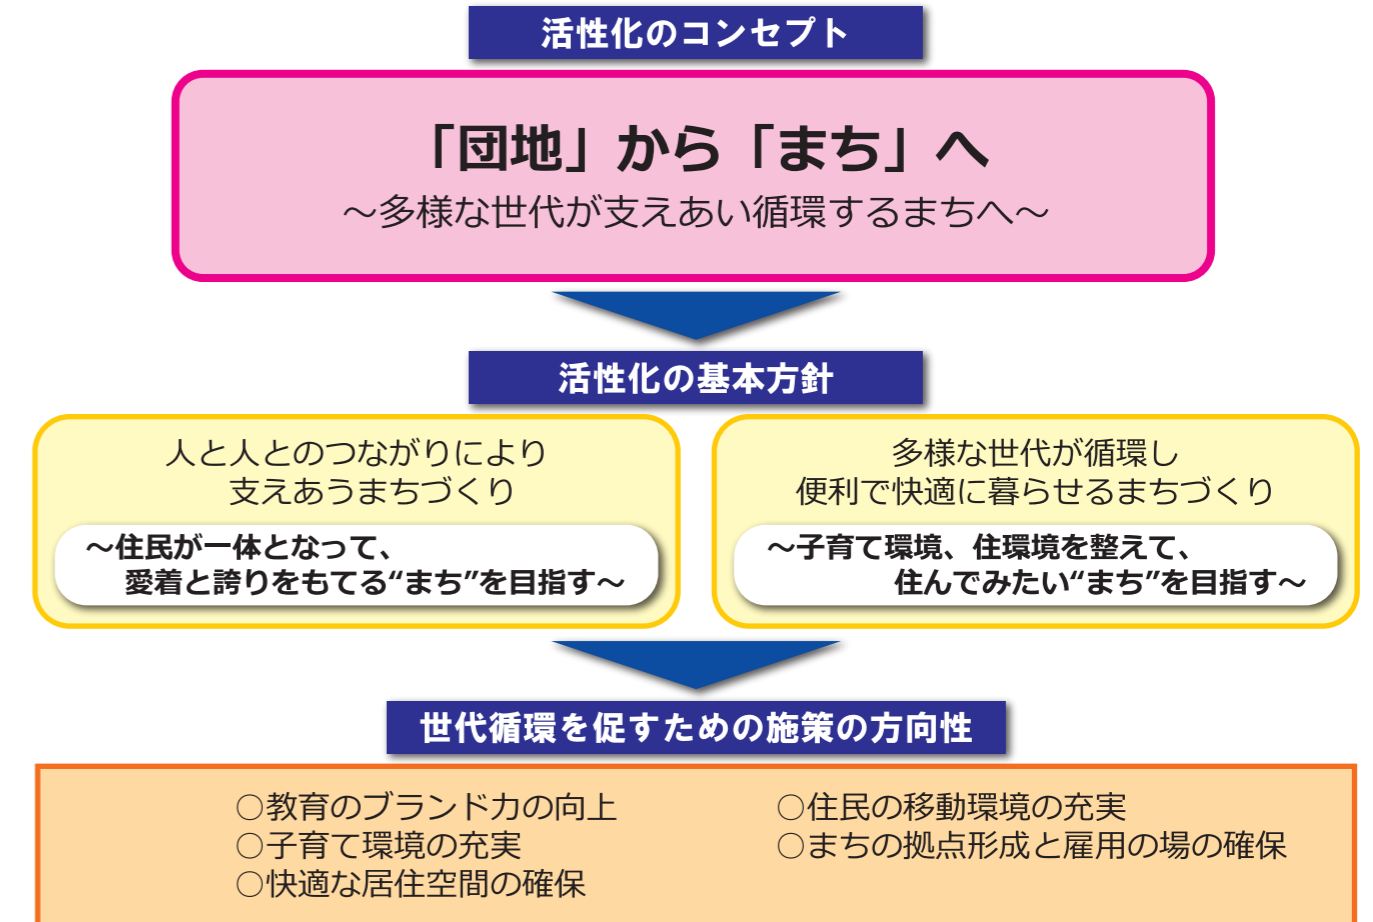 活性化のコンセプト
「団地」から「まち」へ
～多様な世代が支えあい循環するまちへ～
活性化の基本方針
人と人とのつながりにより
支えあうまちづくり
～住民が一体となって、
愛着と誇りをもてる“まち”を目指す～
多様な世代が循環し
便利で快適に暮らせるまちづくり
～子育て環境、住環境を整えて、
住んでみたい“まち”を目指す～
世代循環を促すための施策の方向性
○教育のブランド力の向上
○子育て環境の充実
○快適な居住空間の確保
○住民の移動環境の充実
○まちの拠点形成と雇用の場の確保